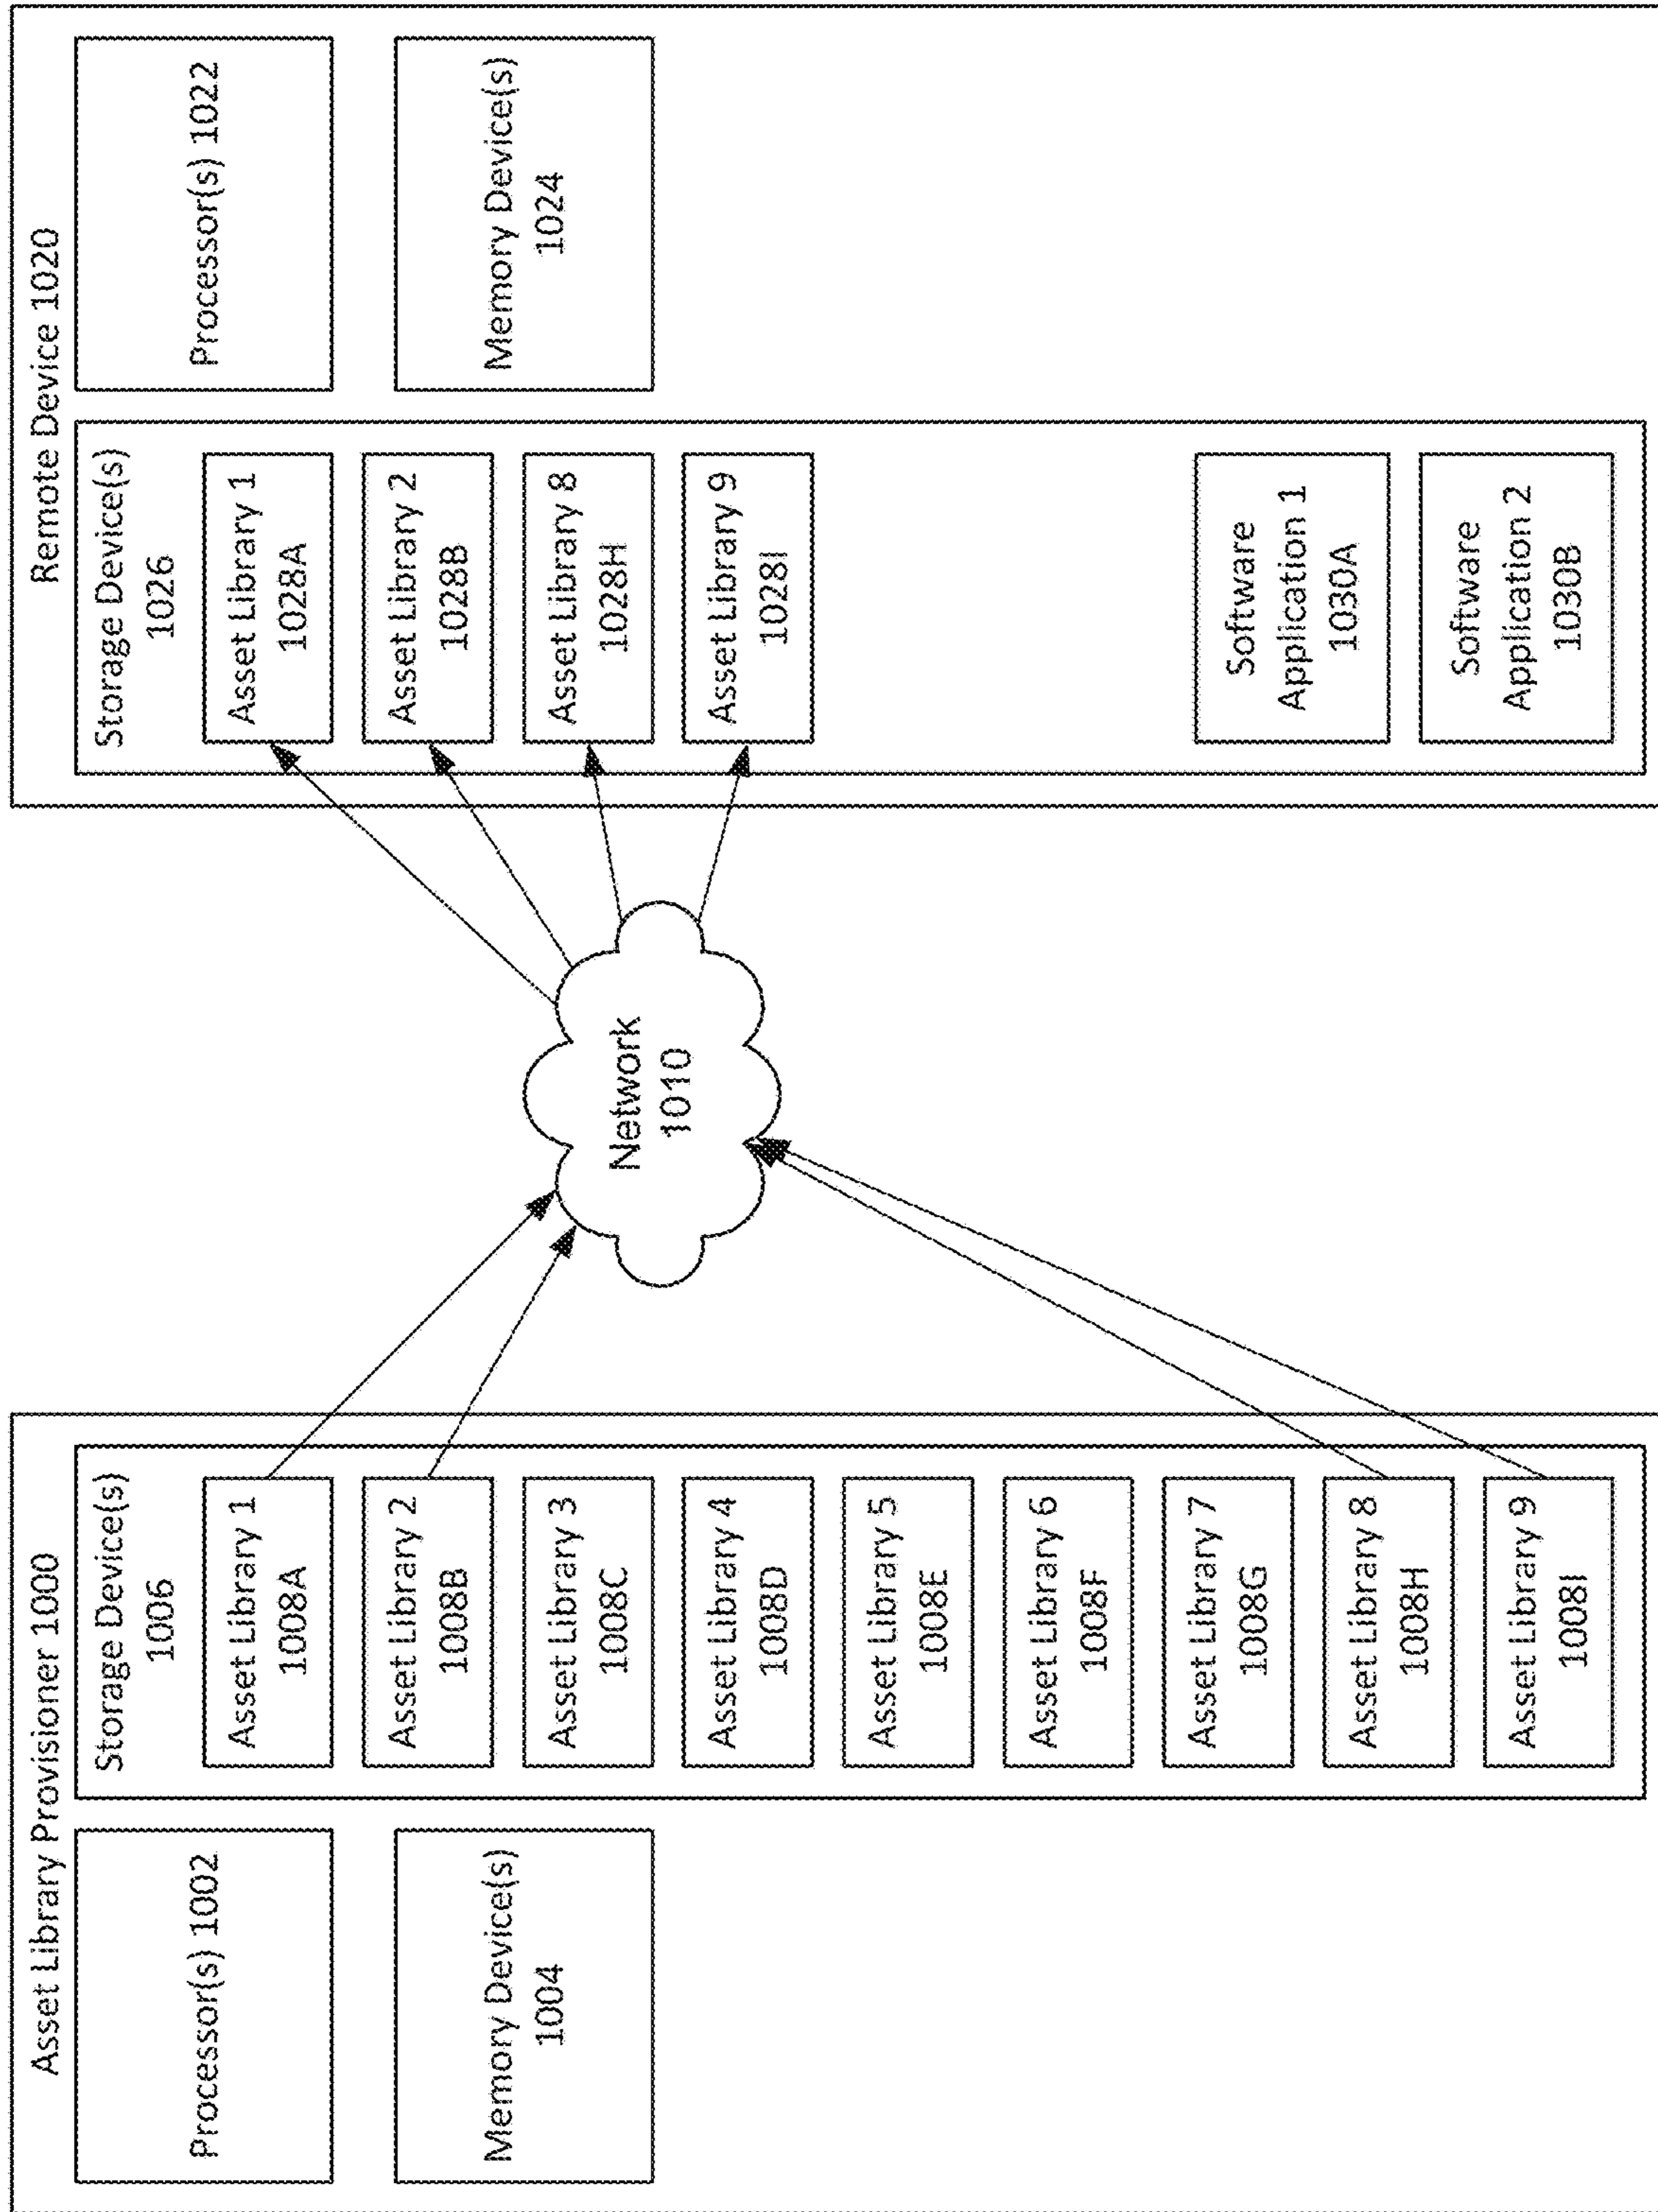 Asset Library Provisioner 1000
Processor(s) 1002
Memory Device(s)
1004
Storage Device(s)
1006
Asset Library 1
1008A
Asset Library 2
1008B
Asset Library 3
1008C
Asset Library 4
1008D
Asset Library 5
1008E
Asset Library 6
1008F
Asset Library 7
1008G
Asset Library 8
1008H
Asset Library 9
1008I
Network
1010
Remote Device 1020
Storage Device(s)
1026
Asset Library 1
1028A
Asset Library 2
1028B
Asset Library 8
1028H
Asset Library 9
1028I
Software
Application 1
1030A
Software
Application 2
1030B
Processor(s) 1022
Memory Device(s)
1024